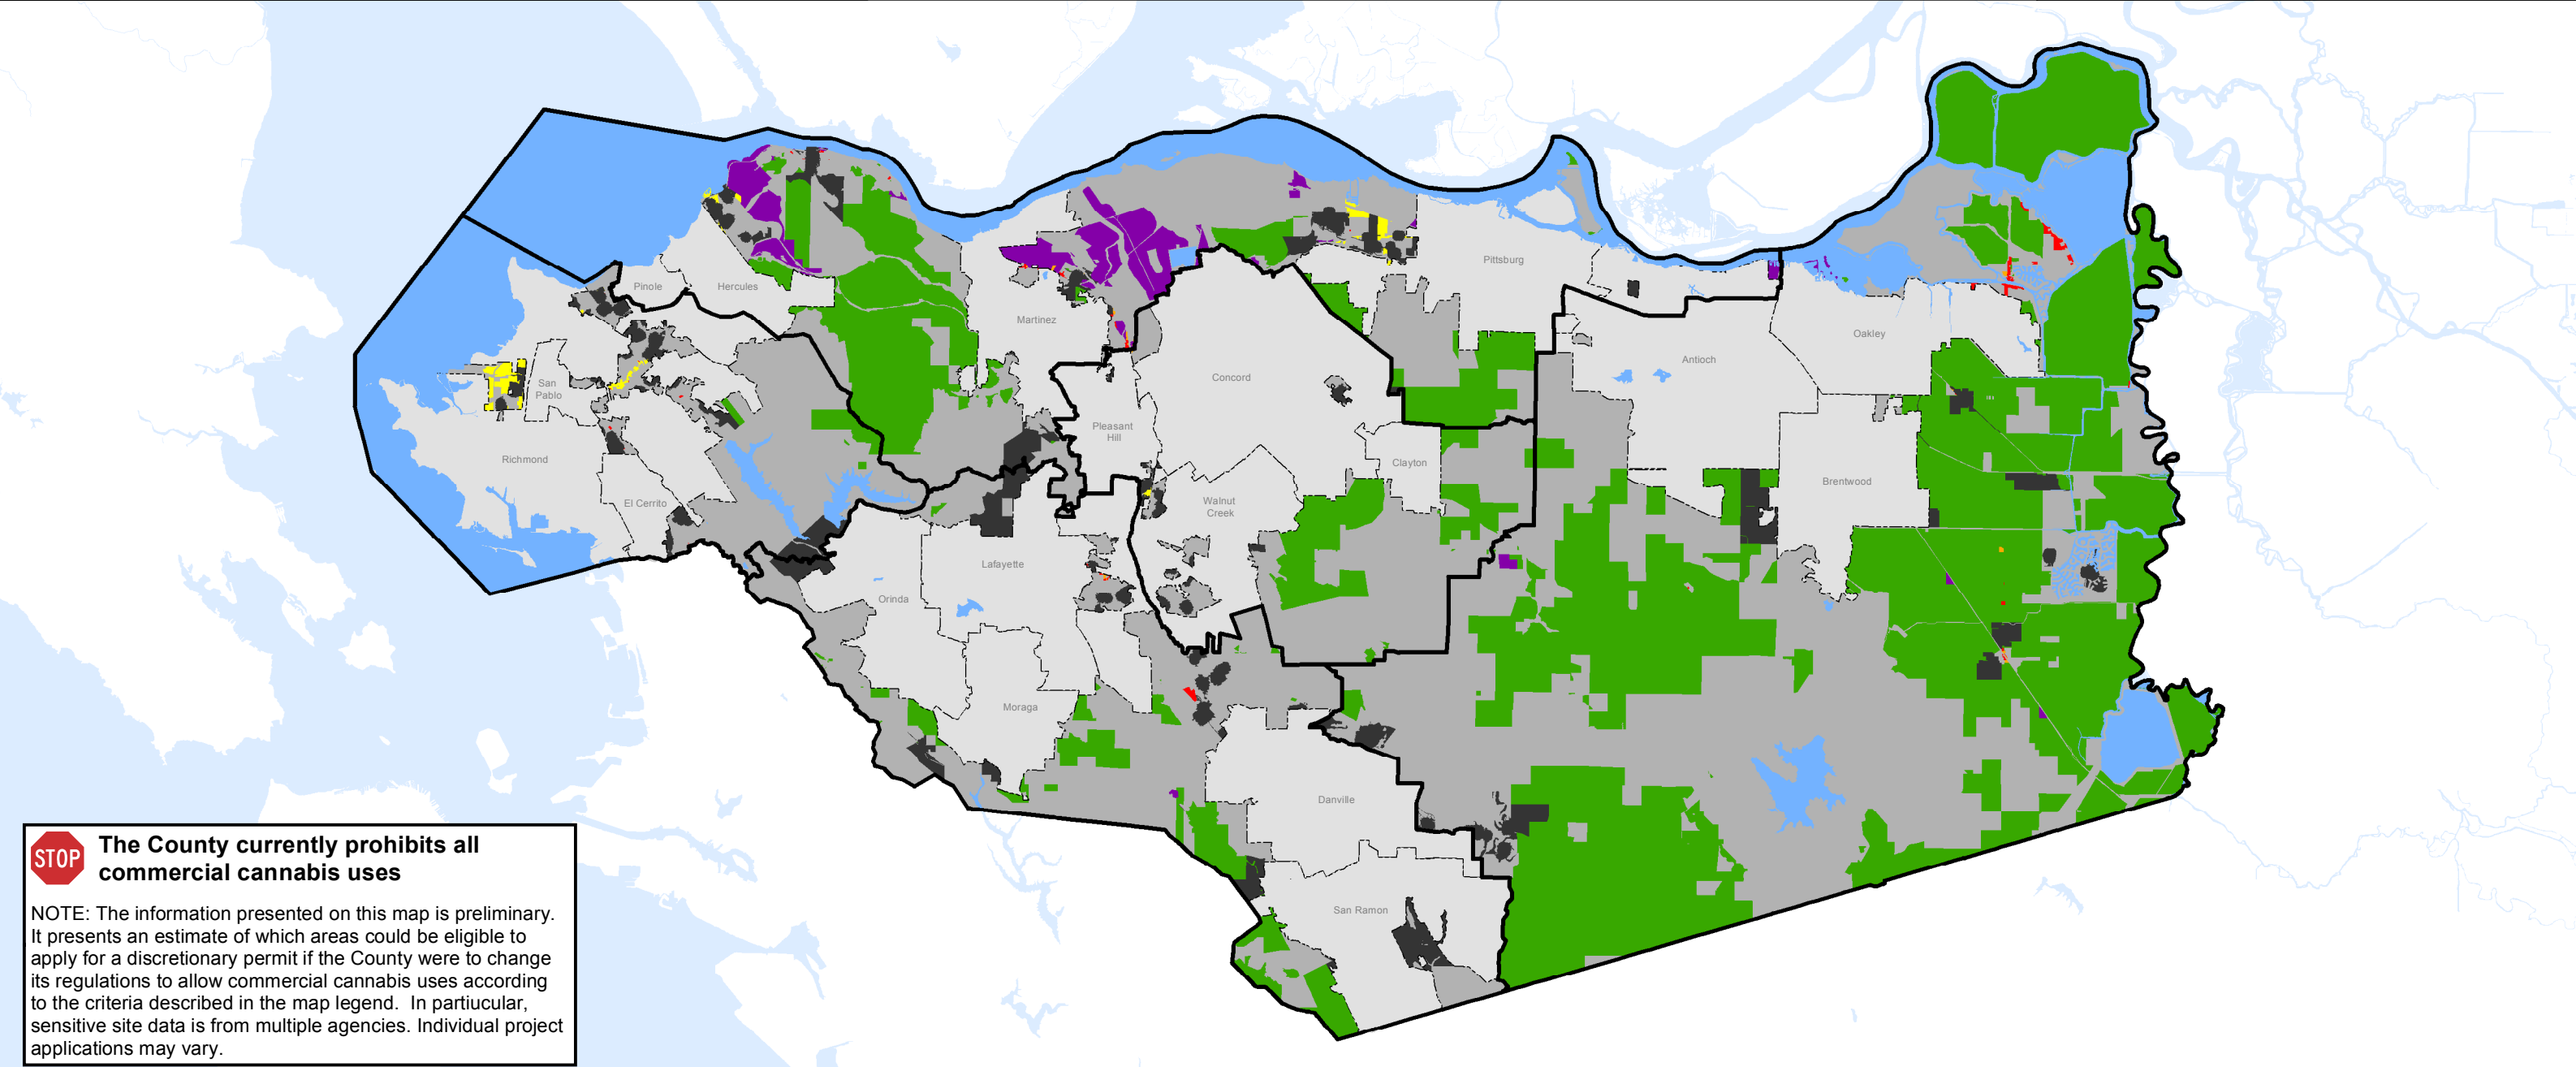 Pinole
Hercules
Martinez
Pittsburg
Oakley
Antioch
San
Pablo
Concord
Pleasant
Hill
Richmond
Clayton
Brentwood
El Cerrito
Walnut
Creek
Lafayette
Orinda
Moraga
Danville
San Ramon
STOP
The County currently prohibits all
commercial cannabis uses
NOTE: The information presented on this map is preliminary.
It presents an estimate of which areas could be eligible to
apply for a discretionary permit if the County were to change
its regulations to allow commercial cannabis uses according
to the criteria described in the map legend.  In partiucular,
sensitive site data is from multiple agencies. Individual project
applications may vary.